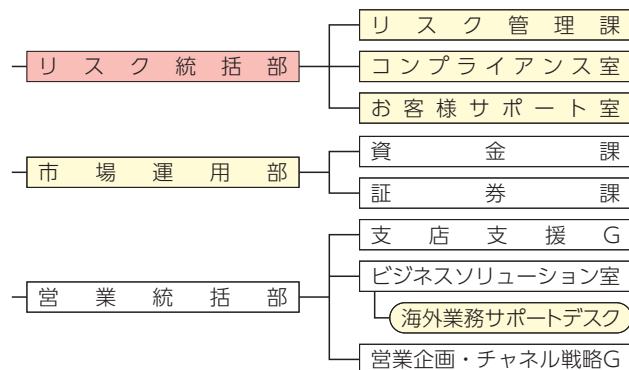 リスク統括部
リスク管理課
コンプライアンス室
お客様サポート室
市場運用部
資金課
証券課
営業統括部
支店支援G
ビジネスソリューション室
海外業務サポートデスク
営業企画・チャネル戦略G